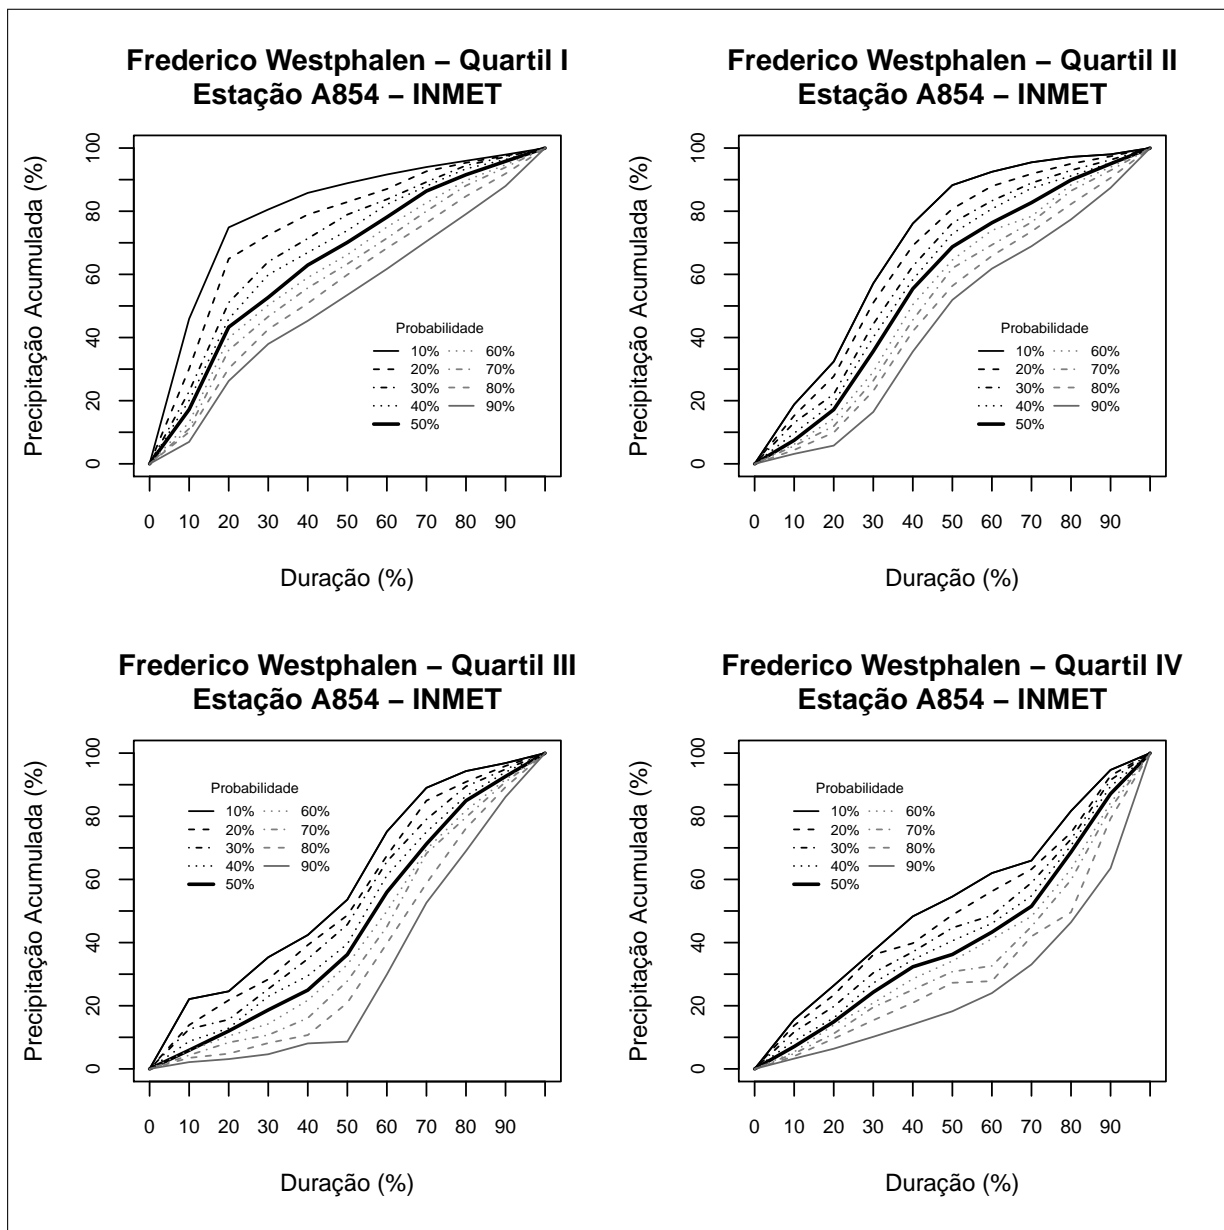 Frederico Westphalen – Quartil I
Estação A854 – INMET
Precipitação Acumulada (%)
100
80
60
40
20
0
Probabilidade
10% 60%
20% 70%
30% 80%
40% 90%
50%
0 10 20 30 40 50 60 70 80 90
Duração (%)
Frederico Westphalen – Quartil II
Estação A854 – INMET
Precipitação Acumulada (%)
100
80
60
40
20
0
Probabilidade
10% 60%
20% 70%
30% 80%
40% 90%
50%
0 10 20 30 40 50 60 70 80 90
Duração (%)
Frederico Westphalen – Quartil III
Estação A854 – INMET
Precipitação Acumulada (%)
100
80
60
40
20
0
Probabilidade
10% 60%
20% 70%
30% 80%
40% 90%
50%
0 10 20 30 40 50 60 70 80 90
Duração (%)
Frederico Westphalen – Quartil IV
Estação A854 – INMET
Precipitação Acumulada (%)
100
80
60
40
20
0
Probabilidade
10% 60%
20% 70%
30% 80%
40% 90%
50%
0 10 20 30 40 50 60 70 80 90
Duração (%)